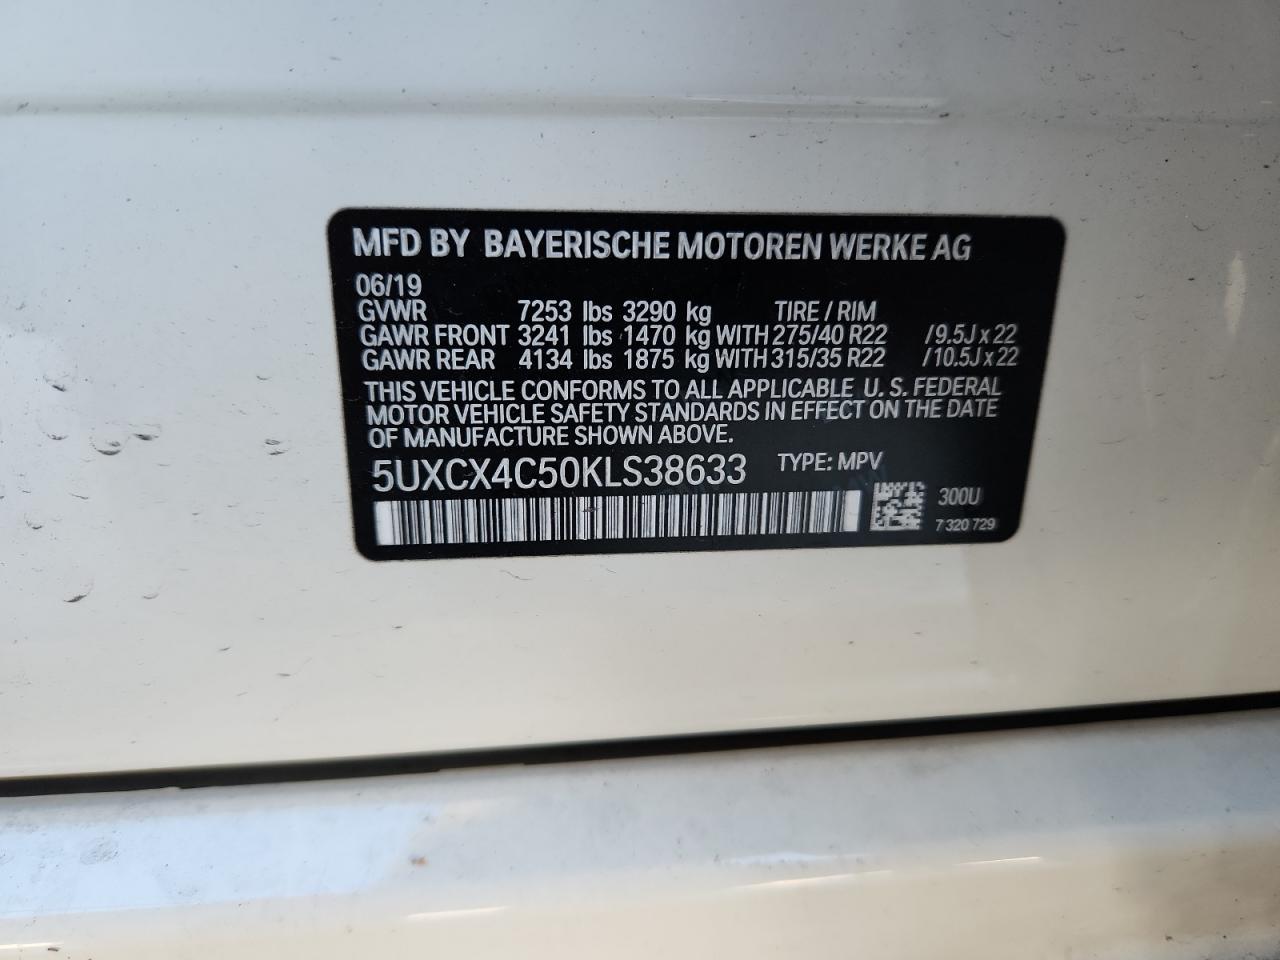 MFD BY BAYERISCHE MOTOREN WERKE AG
06/19
GVWR 7253 lbs 3290 kg TIRE / RIM
GAWR FRONT 3241 lbs 1470 kg WITH 275/40 R22 /9.5J x 22
GAWR REAR 4134 lbs 1875 kg WITH 315/35 R22 /10.5J x 22
THIS VEHICLE CONFORMS TO ALL APPLICABLE U. S. FEDERAL
MOTOR VEHICLE SAFETY STANDARDS IN EFFECT ON THE DATE
OF MANUFACTURE SHOWN ABOVE.
5UXCX4C50KLS38633 TYPE: MPV
300U
7 320 729